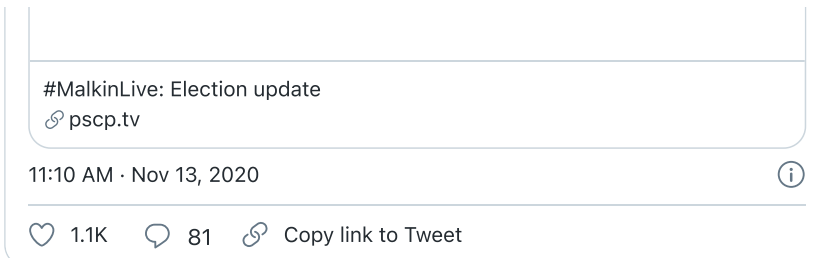 #MalkinLive: Election update
pscp.tv
11:10 AM · Nov 13, 2020
1.1K 81 Copy link to Tweet